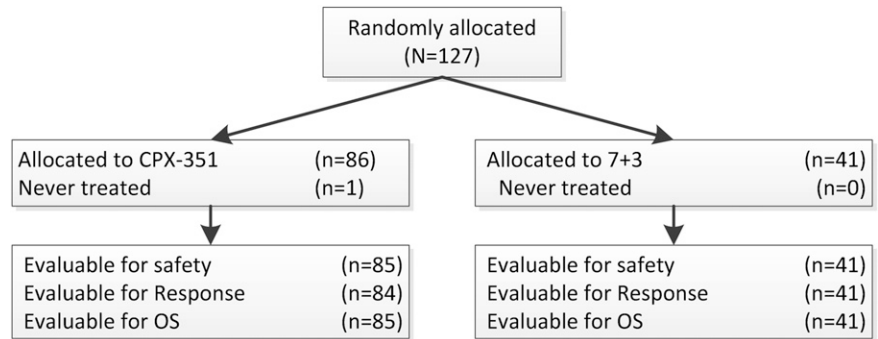 Randomly allocated
(N=127)
Allocated to CPX-351 (n=86)
Never treated (n=1)
Allocated to 7+3 (n=41)
Never treated (n=0)
Evaluable for safety (n=85)
Evaluable for Response (n=84)
Evaluable for OS (n=85)
Evaluable for safety (n=41)
Evaluable for Response (n=41)
Evaluable for OS (n=41)